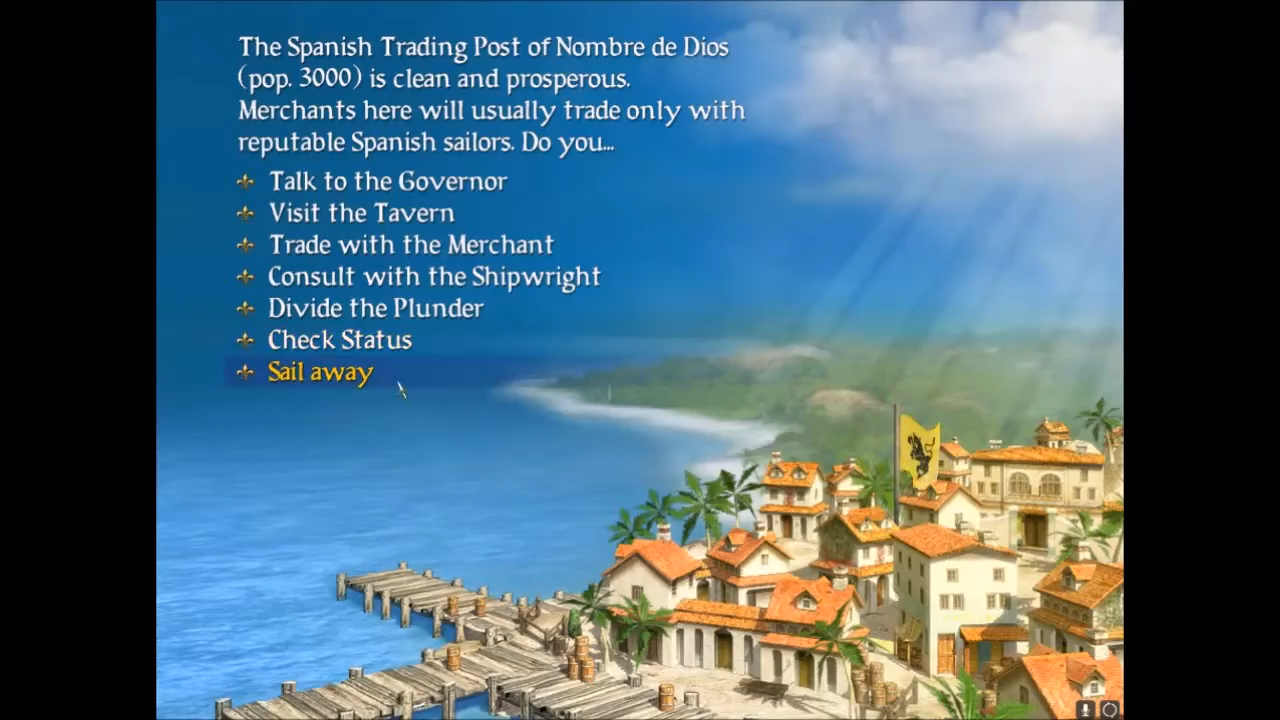 The Spanish Trading Post of Nombre de Dios
(pop. 3000) is clean and prosperous.
Merchants here will usually trade only with
reputable Spanish sailors. Do you...
Talk to the Governor
Visit the Tavern
Trade with the Merchant
Consult with the Shipwright
Divide the Plunder
Check Status
Sail away